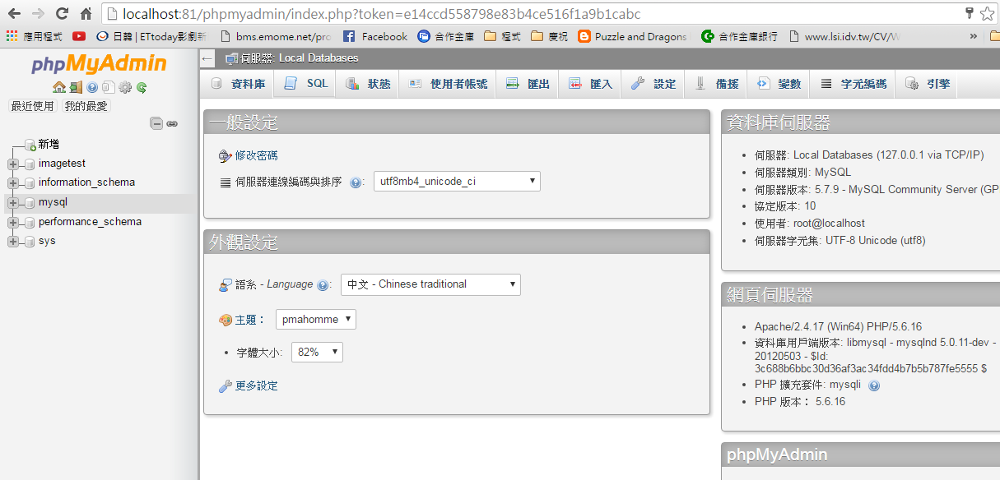 localhost:81/phpmyadmin/index.php?token=e14ccd558798e83b4ce516f1a9b1cabc
應用程式 日韓 | ETtoday影劇新 bms.emome.net/pro Facebook 合作金庫 程式 慶祝 Puzzle and Dragons 合作金庫銀行 www.lsi.idv.tw/CV/W »
phpMyAdmin
最近使用 我的最愛
新增
imagetest
information_schema
mysql
performance_schema
sys
伺服器: Local Databases
資料庫 SQL 狀態 使用者帳號 匯出 匯入 設定 備援 變數 字元編碼 引擎
一般設定
修改密碼
伺服器連線編碼與排序 : utf8mb4_unicode_ci
外觀設定
語系 - Language : 中文 - Chinese traditional
主題： pmahomme
• 字體大小: 82%
更多設定
資料庫伺服器
• 伺服器: Local Databases (127.0.0.1 via TCP/IP)
• 伺服器類別: MySQL
• 伺服器版本: 5.7.9 - MySQL Community Server (GP
• 協定版本: 10
• 使用者: root@localhost
• 伺服器字元集: UTF-8 Unicode (utf8)
網頁伺服器
• Apache/2.4.17 (Win64) PHP/5.6.16
• 資料庫用戶端版本: libmysql - mysqlnd 5.0.11-dev -
20120503 - $Id:
3c688b6bbc30d36af3ac34fdd4b7b5b787fe5555 $
• PHP 擴充套件: mysqli
• PHP 版本： 5.6.16
phpMyAdmin